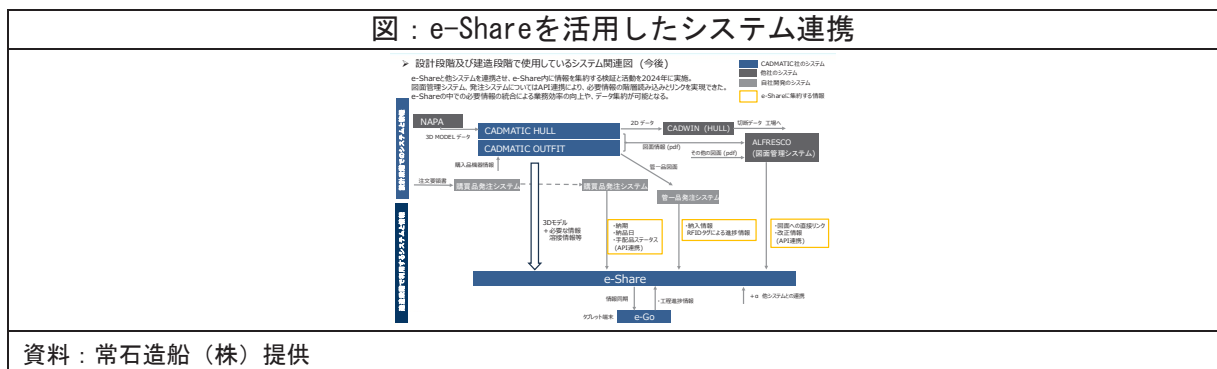 図：e-Shareを活用したシステム連携
➢ 設計段階及び建造段階で使用しているシステム関連図（今後）
e-Shareと他システムを連携させ、e-Share内に情報を集約する検証と活動を2024年に実施。
図面管理システム、発注システムについてはAPI連携により、必要情報の階層読み込みとリンクを実現できた。
e-Shareの中での必要情報の統合による業務効率の向上や、データ集約が可能となる。
CADMATIC社のシステム
他社のシステム
自社開発のシステム
e-Shareに集約する情報
NAPA
3D MODEL データ
CADMATIC HULL
CADMATIC OUTFIT
2D データ
CADWIN (HULL)
切断データ 工場へ
図面情報 (pdf)
その他の図面 (pdf)
ALFRESCO
(図面管理システム)
購入品機器情報
管一品図面
注文要領書
購買品発注システム
購買品発注システム
管一品発注システム
3Dモデル
＋必要な情報
溶接情報等
・納期
・納品日
・手配品ステータス
(API連携)
・納入情報
RFIDタグによる進捗情報
・図面への直接リンク
・改正情報
(API連携)
e-Share
情報同期
・工程進捗情報
＋α 他システムとの連携
タブレット端末
e-Go
資料：常石造船（株）提供